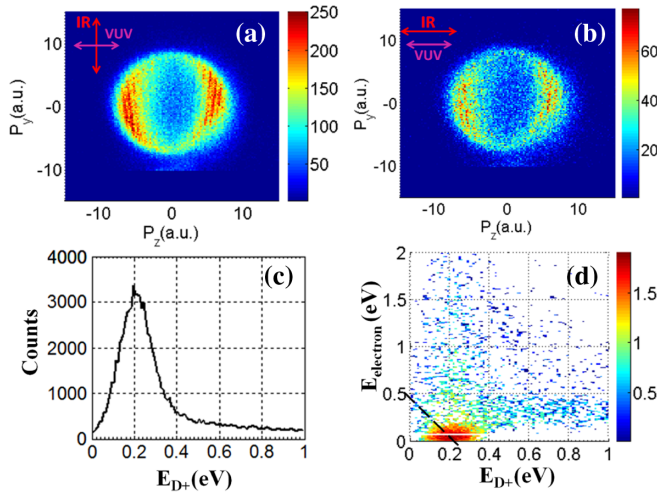 IR
VUV
(a)
P_y(a.u.)
10
-0
-10
-10
0
10
P_z(a.u.)
250
200
150
100
50
IR
VUV
(b)
P_y(a.u.)
10
-0
-10
-10
0
10
P_z(a.u.)
60
40
20
(c)
Counts
4000
3000
2000
1000
0
0 0.2 0.4 0.6 0.8 1
E_D+(eV)
(d)
E_electron(eV)
2
1.5
1
0.5
0
0 0.2 0.4 0.6 0.8 1
E_D+(eV)
1.5
1
0.5